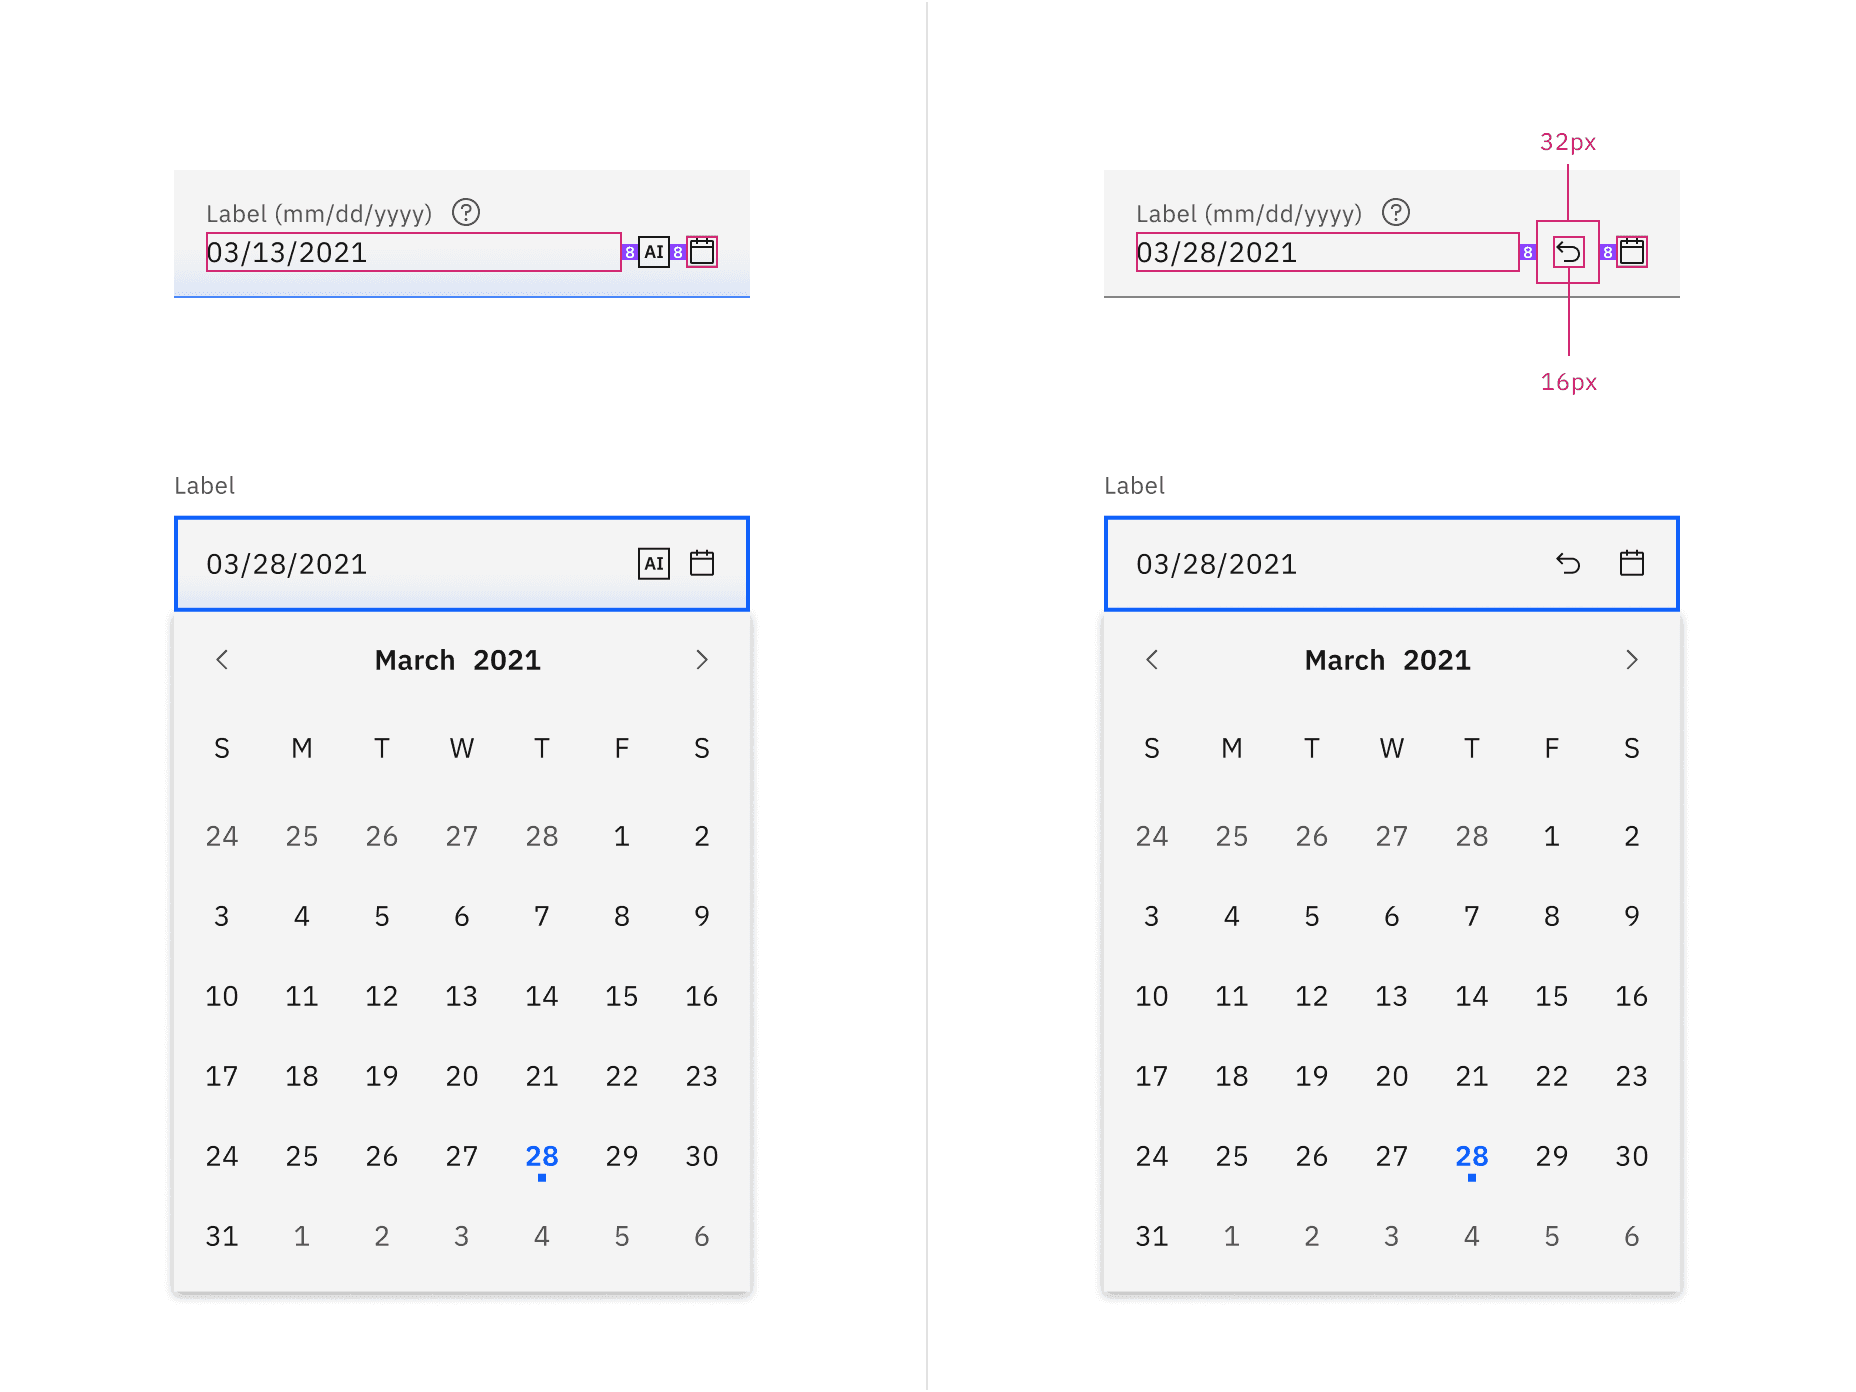 Label (mm/dd/yyyy)
03/13/2021 8 AI 8
Label
03/28/2021 AI
March 2021
S M T W T F S
24 25 26 27 28 1 2
3 4 5 6 7 8 9
10 11 12 13 14 15 16
17 18 19 20 21 22 23
24 25 26 27 28 29 30
31 1 2 3 4 5 6
32px
Label (mm/dd/yyyy)
03/28/2021 8 8
16px
Label
03/28/2021
March 2021
S M T W T F S
24 25 26 27 28 1 2
3 4 5 6 7 8 9
10 11 12 13 14 15 16
17 18 19 20 21 22 23
24 25 26 27 28 29 30
31 1 2 3 4 5 6